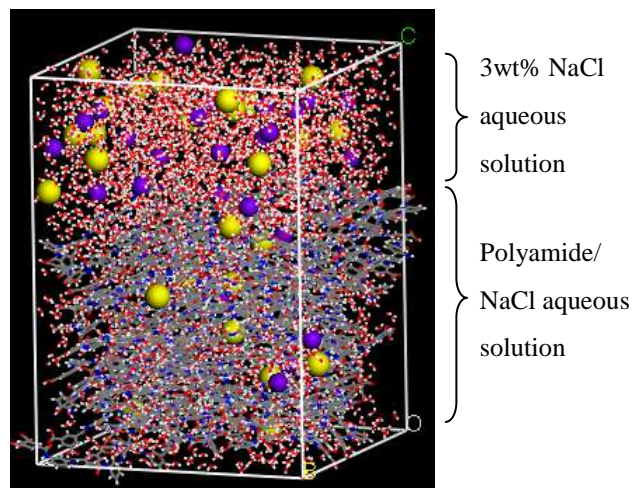 C
3wt% NaCl
aqueous
solution
Polyamide/
NaCl aqueous
solution
O
B